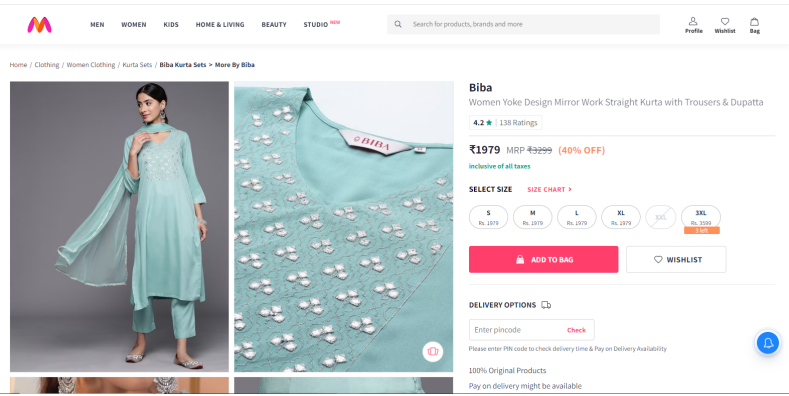 MEN WOMEN KIDS HOME & LIVING BEAUTY STUDIO NEW
Search for products, brands and more
Profile Wishlist Bag
Home / Clothing / Women Clothing / Kurta Sets / Biba Kurta Sets > More By Biba
BIBA
Biba
Women Yoke Design Mirror Work Straight Kurta with Trousers & Dupatta
4.2 ★ | 138 Ratings
₹1979 MRP ₹3299 (40% OFF)
inclusive of all taxes
SELECT SIZE SIZE CHART >
S M L XL XXL 3XL
Rs. 1979 Rs. 1979 Rs. 1979 Rs. 1979 Rs. 3599
3 left
ADD TO BAG WISHLIST
DELIVERY OPTIONS
Enter pincode Check
Please enter PIN code to check delivery time & Pay on Delivery Availability
100% Original Products
Pay on delivery might be available